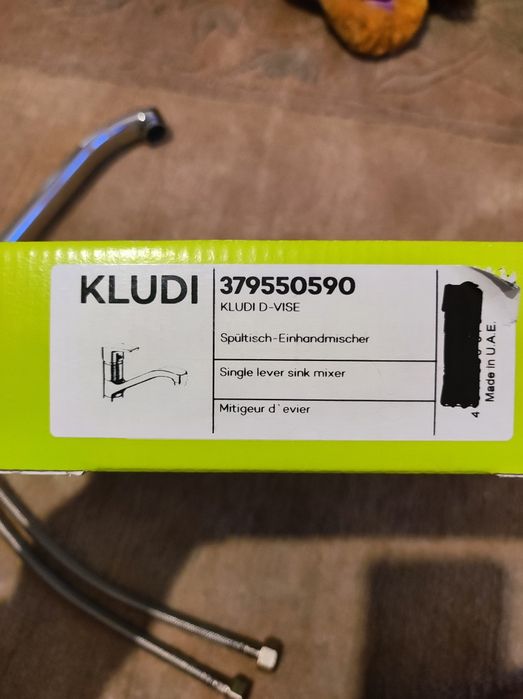 KLUDI
379550590
KLUDI D-VISE
Spültisch-Einhandmischer
Single lever sink mixer
Mitigeur d`evier
Made in U.A.E.
4